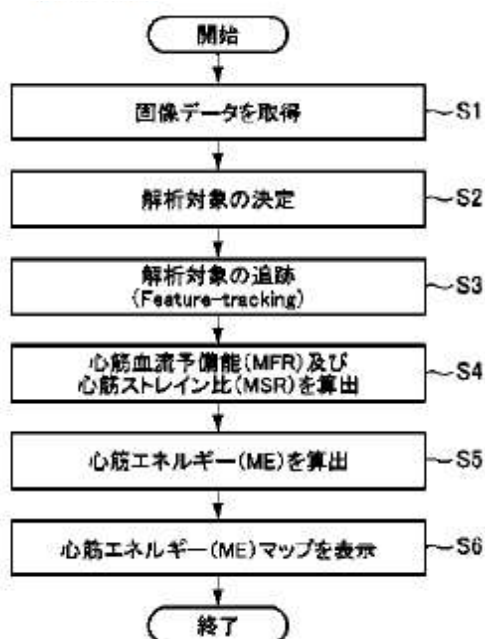 開始
画像データを取得
S1
解析対象の決定
S2
解析対象の追跡
(Feature-tracking)
S3
心筋血流予備能(MFR)及び
心筋ストレイン比(MSR)を算出
S4
心筋エネルギー(ME)を算出
S5
心筋エネルギー(ME)マップを表示
S6
終了